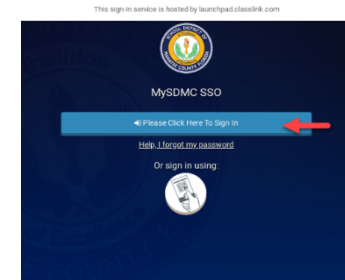 This sign-in service is hosted by launchpad.classlink.com
MySDMC SSO
Please Click Here To Sign In
Help, I forgot my password
Or sign in using: